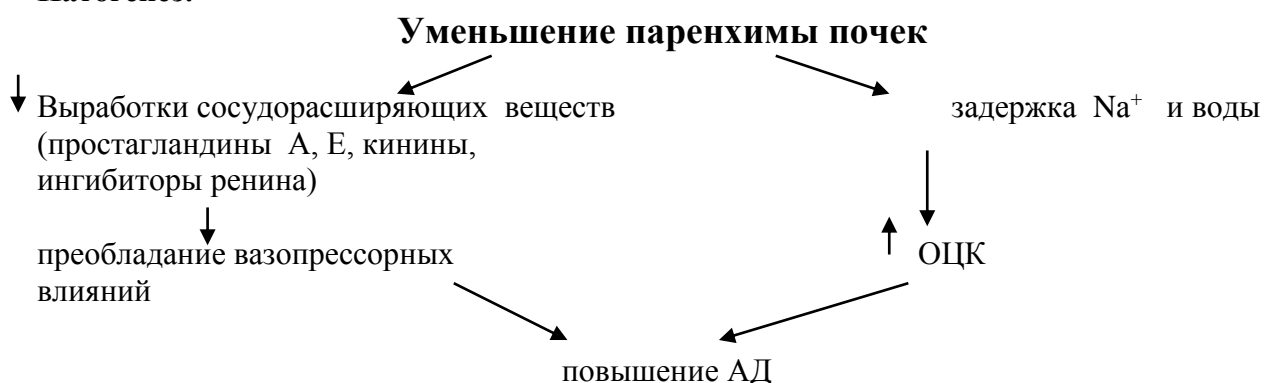 Уменьшение паренхимы почек
Выработки сосудорасширяющих веществ
(простагландины А, Е, кинины,
ингибиторы ренина)
задержка Na⁺ и воды
преобладание вазопрессорных
влияний
ОЦК
повышение АД